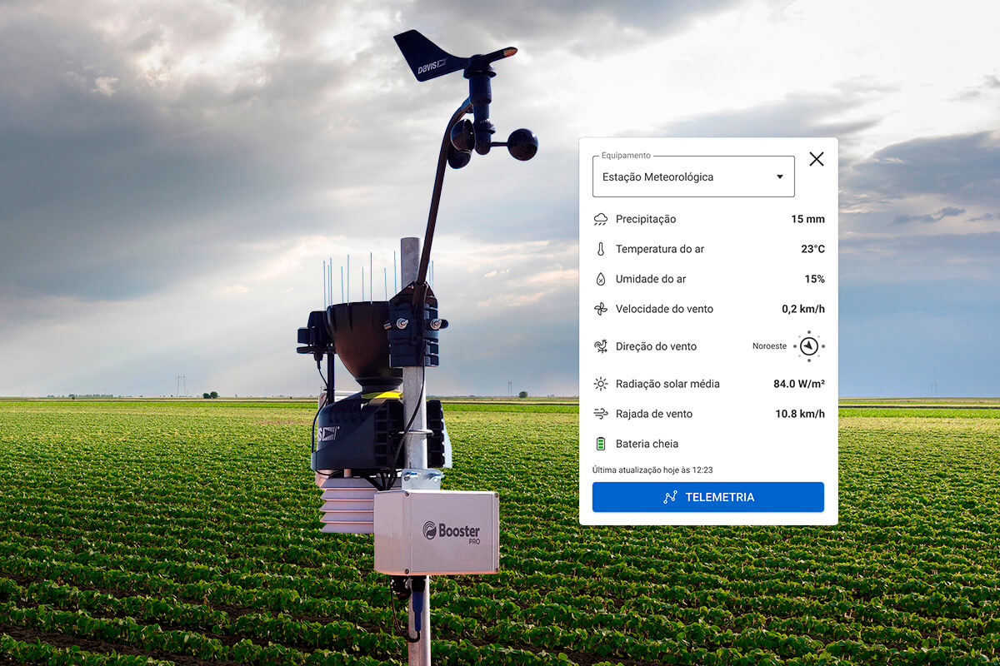 DAVIS
Equipamento
Estação Meteorológica
Precipitação 15 mm
Temperatura do ar 23°C
Umidade do ar 15%
Velocidade do vento 0,2 km/h
Direção do vento Noroeste
Radiação solar média 84.0 W/m²
Rajada de vento 10.8 km/h
Bateria cheia
Última atualização hoje às 12:23
TELEMETRIA
S
Booster
PRO